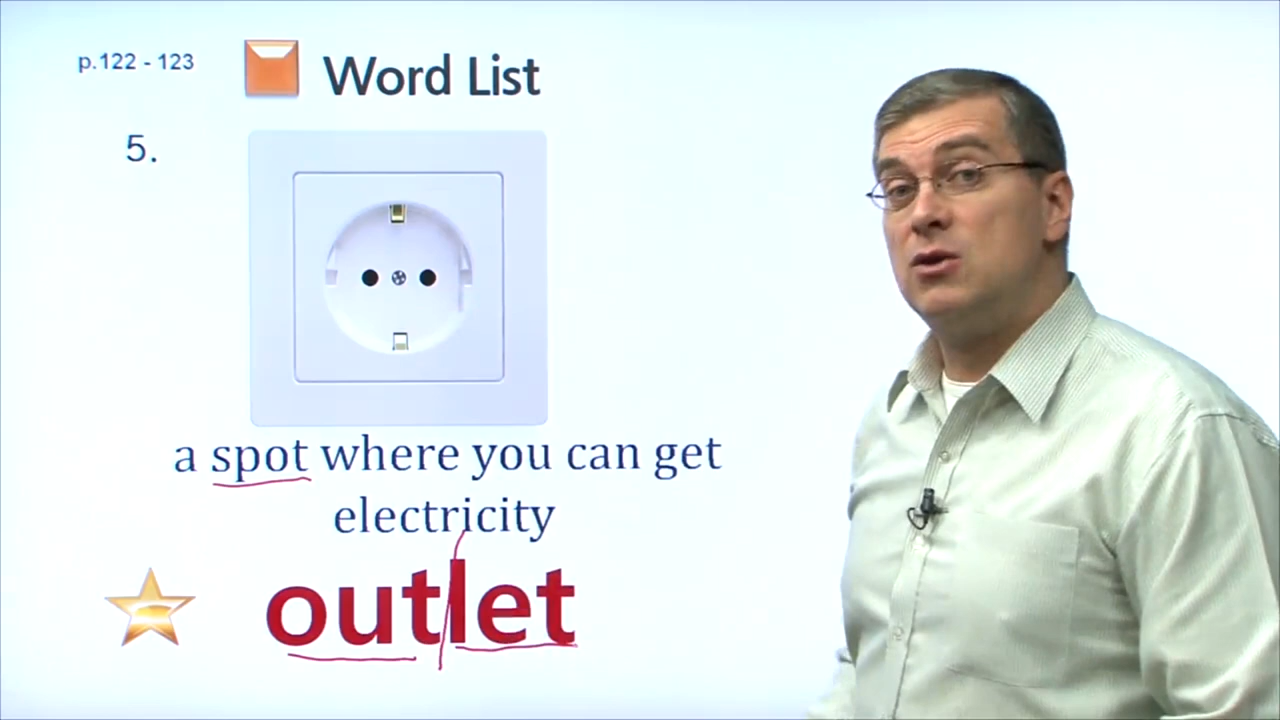 p.122 - 123
Word List
5.
a spot where you can get
electricity
outlet